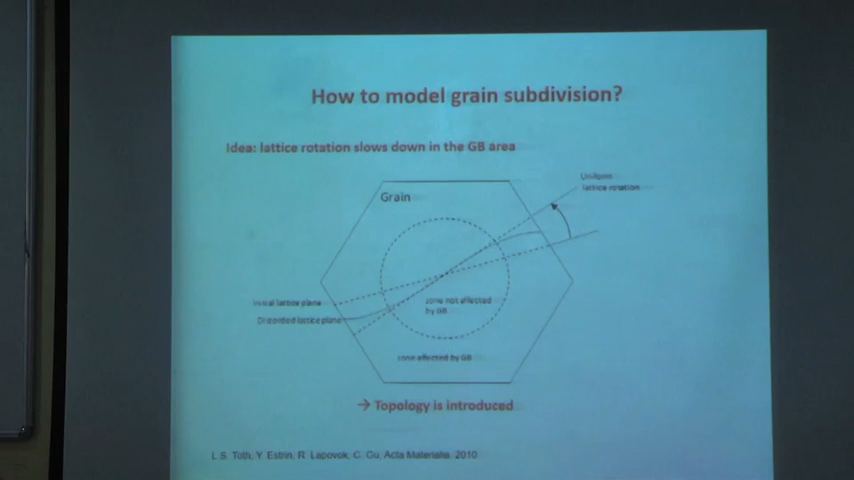 How to model grain subdivision?
Idea: lattice rotation slows down in the GB area
Uniform
lattice rotation
Grain
Initial lattice plane
zone not affected
by GB
Distorded lattice plane
zone effected by GB
→ Topology is introduced
L.S. Toth, Y. Estrin, R. Lapovok, C. Gu, Acta Materialia, 2010